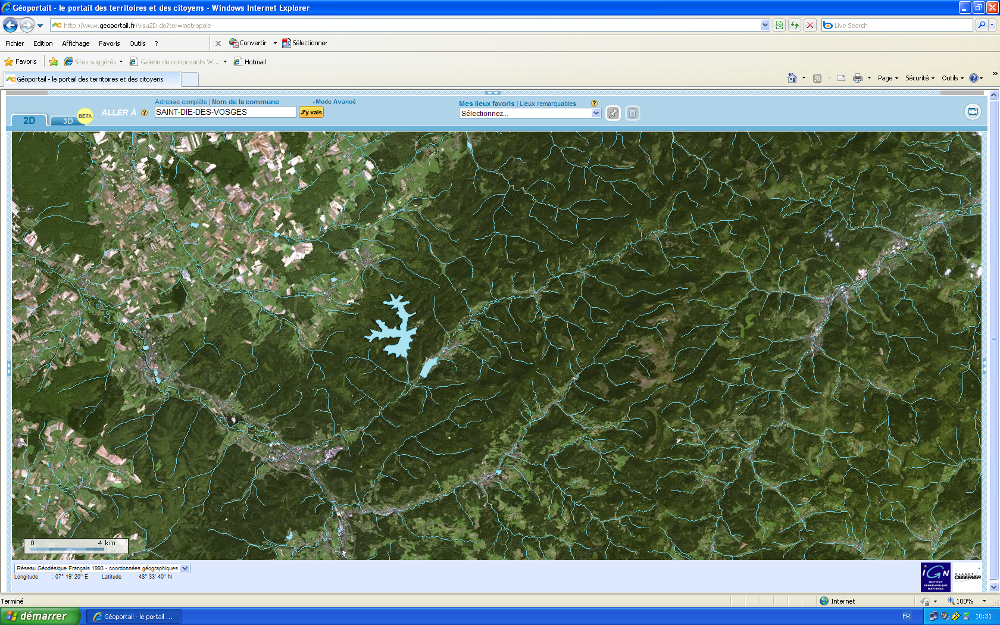 Géoportail - le portail des territoires et des citoyens - Windows Internet Explorer
http://www.geoportail.fr/visu2D.do?ter=metropole
Live Search
Fichier Edition Affichage Favoris Outils ?
x Convertir Sélectionner
Favoris Sites suggérés Galerie de composants W... Hotmail
Géoportail - le portail des territoires et des citoyens
Page Sécurité Outils ? »
2D 3D BÊTA
ALLER À ?
Adresse complète | Nom de la commune +Mode Avancé
SAINT-DIE-DES-VOSGES J'y vais
Mes lieux favoris | Lieux remarquables ?
Sélectionnez...
0 4 km
Réseau Géodésique Français 1993 - coordonnées géographiques
Longitude : 07° 19' 20'' E Latitude : 48° 33' 40'' N
IGN
INSTITUT
GEOGRAPHIQUE
NATIONAL
PLANET
OBSERVER
Terminé Internet 100%
démarrer Géoportail - le portail ... FR 10:31